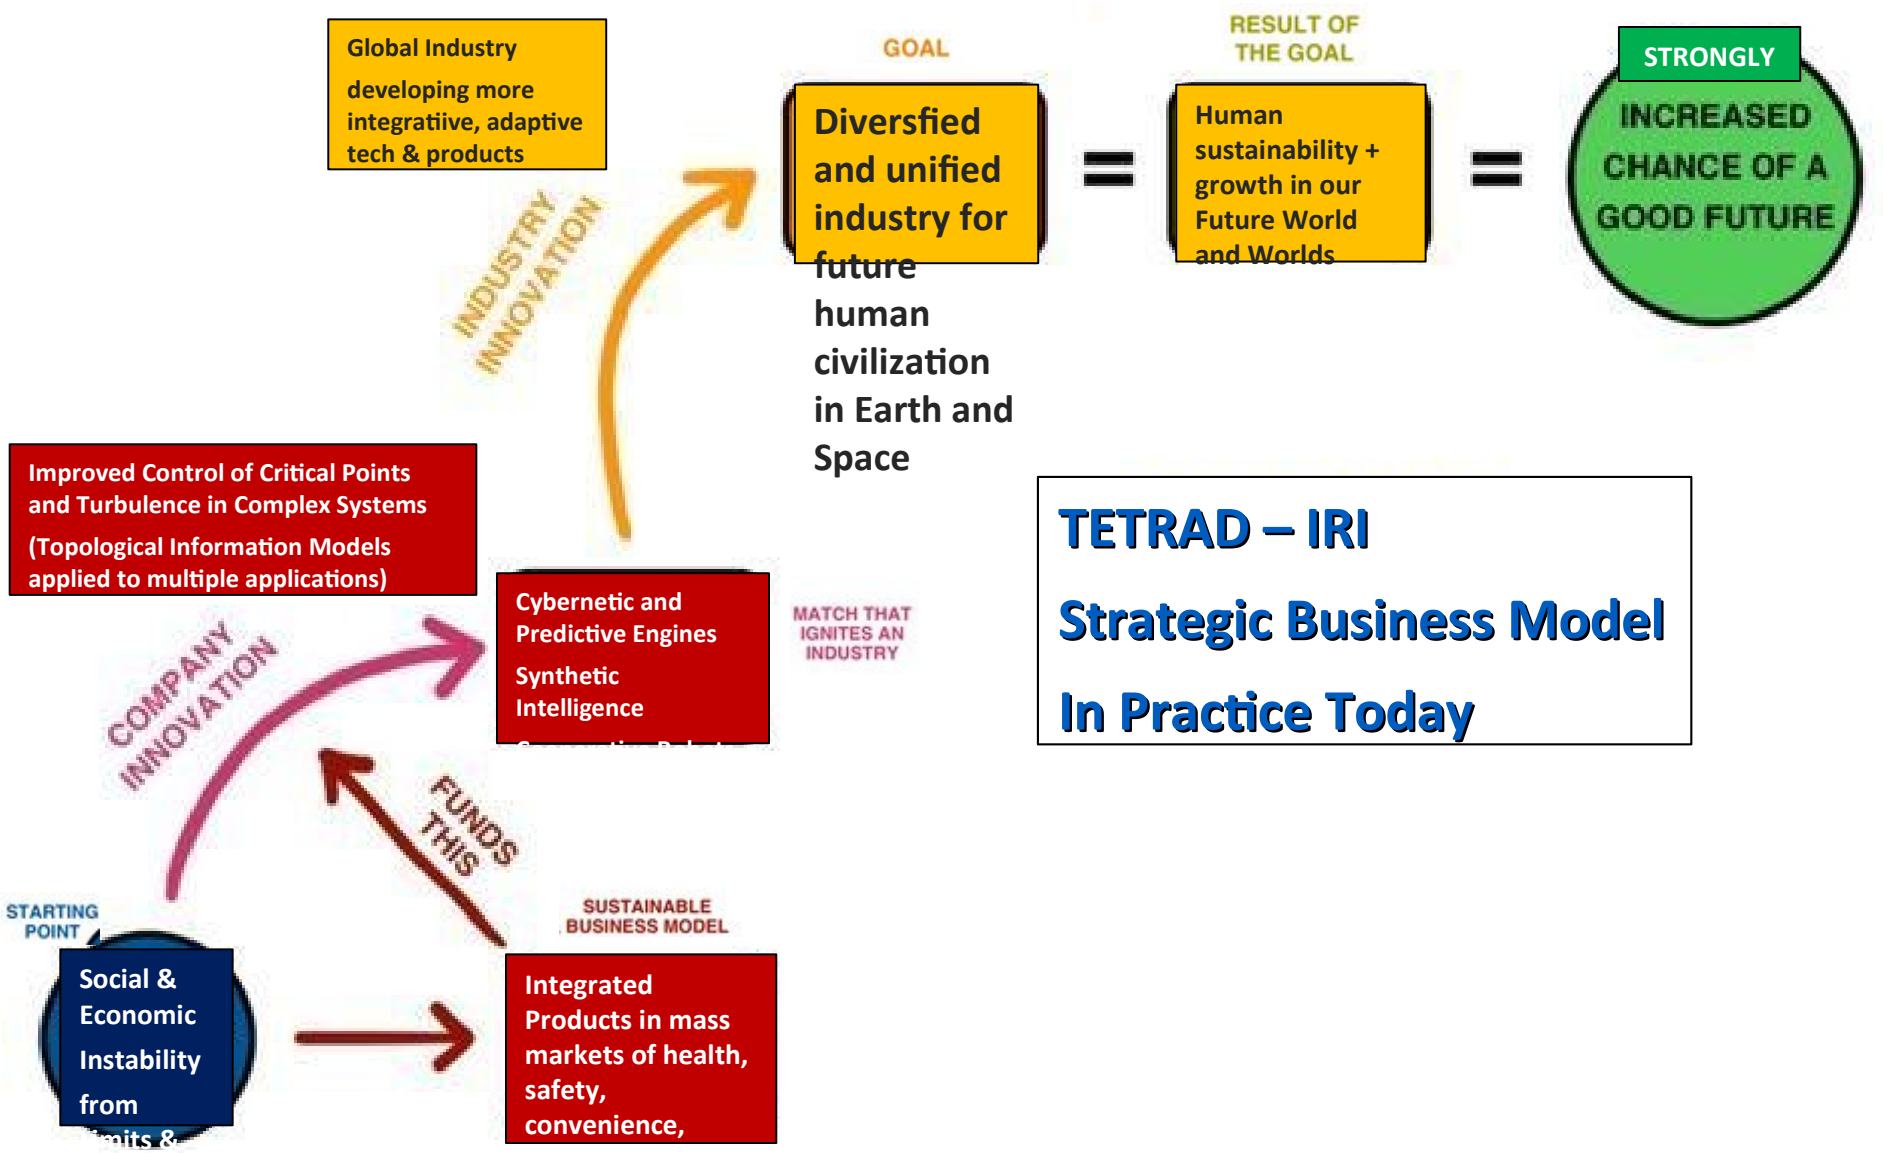 Global Industry
developing more
integratiive, adaptive
tech & products
GOAL
Diversfied
and unified
industry for
future
human
civilization
in Earth and
Space
RESULT OF
THE GOAL
Human
sustainability +
growth in our
Future World
and Worlds
STRONGLY
INCREASED
CHANCE OF A
GOOD FUTURE
=
=
INDUSTRY
INNOVATION
Improved Control of Critical Points
and Turbulence in Complex Systems
(Topological Information Models
applied to multiple applications)
Cybernetic and
Predictive Engines
Synthetic
Intelligence
MATCH THAT
IGNITES AN
INDUSTRY
TETRAD – IRI
Strategic Business Model
In Practice Today
COMPANY
INNOVATION
FUNDS
THIS
STARTING
POINT
Social &
Economic
Instability
from
&
SUSTAINABLE
BUSINESS MODEL
Integrated
Products in mass
markets of health,
safety,
convenience,